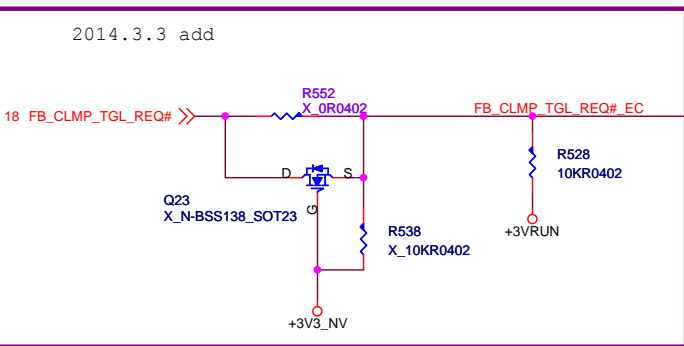 2014.3.3 add
R552
X_0R0402
18 FB_CLMP_TGL_REQ#
FB_CLMP_TGL_REQ#_EC
R528
10KR0402
D
S
Q23
X_N-BSS138_SOT23
G
+3VRUN
R538
X_10KR0402
+3V3_NV